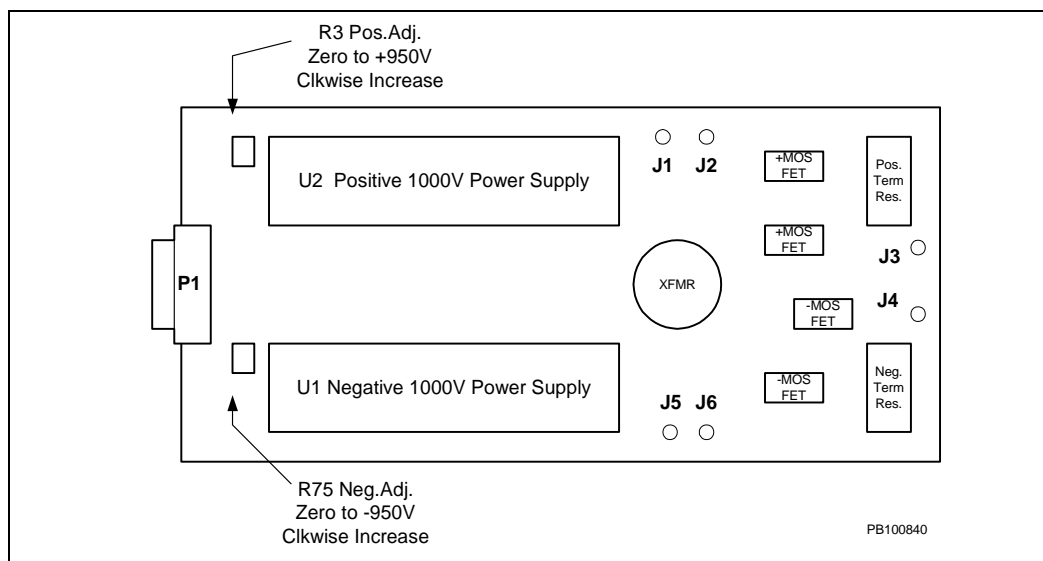 R3 Pos.Adj.
Zero to +950V
Clkwise Increase
U2 Positive 1000V Power Supply
J1 J2
+MOS
FET
Pos.
Term
Res.
+MOS
FET
J3
P1
XFMR
J4
-MOS
FET
U1 Negative 1000V Power Supply
-MOS
FET
Neg.
Term
Res.
J5 J6
R75 Neg.Adj.
Zero to -950V
Clkwise Increase
PB100840